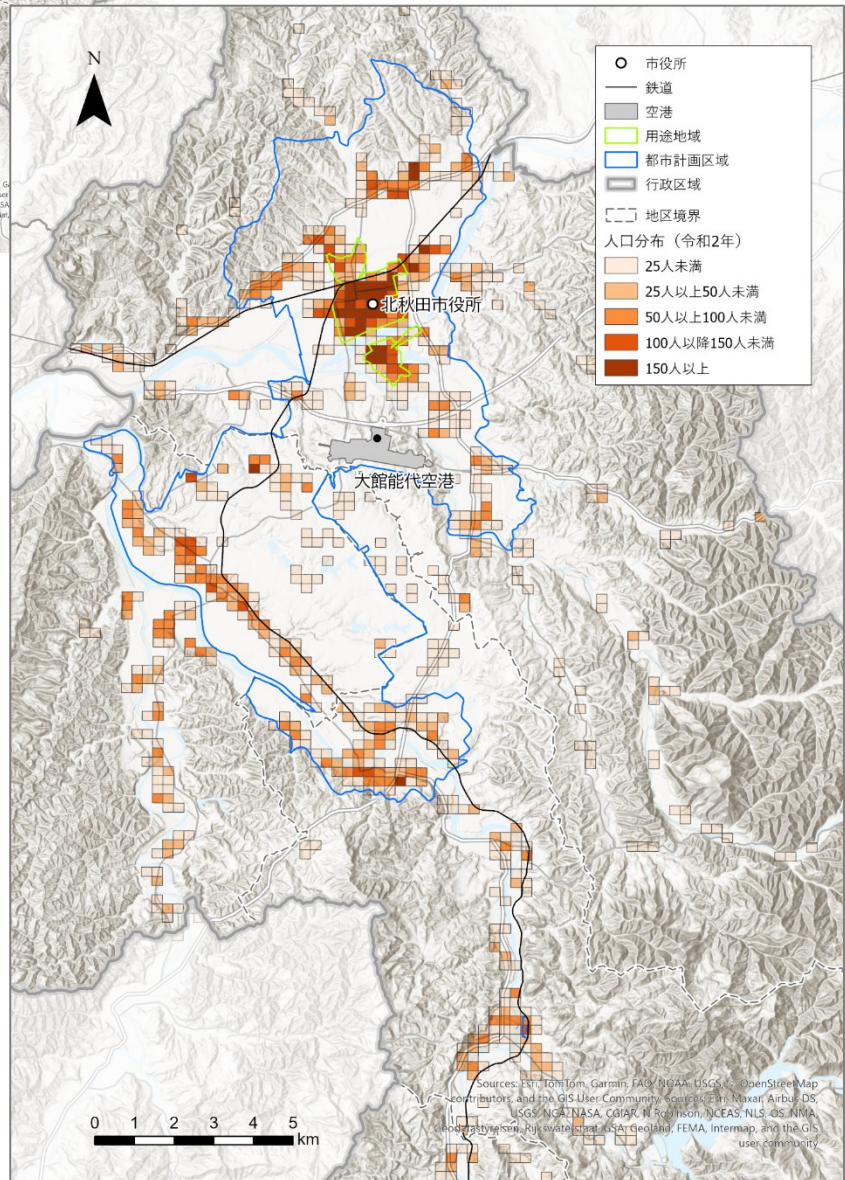 N
市役所
鉄道
空港
用途地域
都市計画区域
行政区域
地区境界
人口分布（令和2年）
25人未満
25人以上50人未満
50人以上100人未満
100人以降150人未満
150人以上
北秋田市役所
大館能代空港
0 1 2 3 4 5
km
Sources: Esri, TomTom, Garmin, FAO, NOAA, USGS, © OpenStreetMap
contributors, and the GIS User Community, Sources: Esri, Maxar, Airbus DS,
USGS, NGA, NASA, CGIAR, N Robinson, NCEAS, NLS, OS, NMA,
Geodatastyrelsen, Rijkswaterstaat, GSA, Geoland, FEMA, Intermap, and the GIS
user community